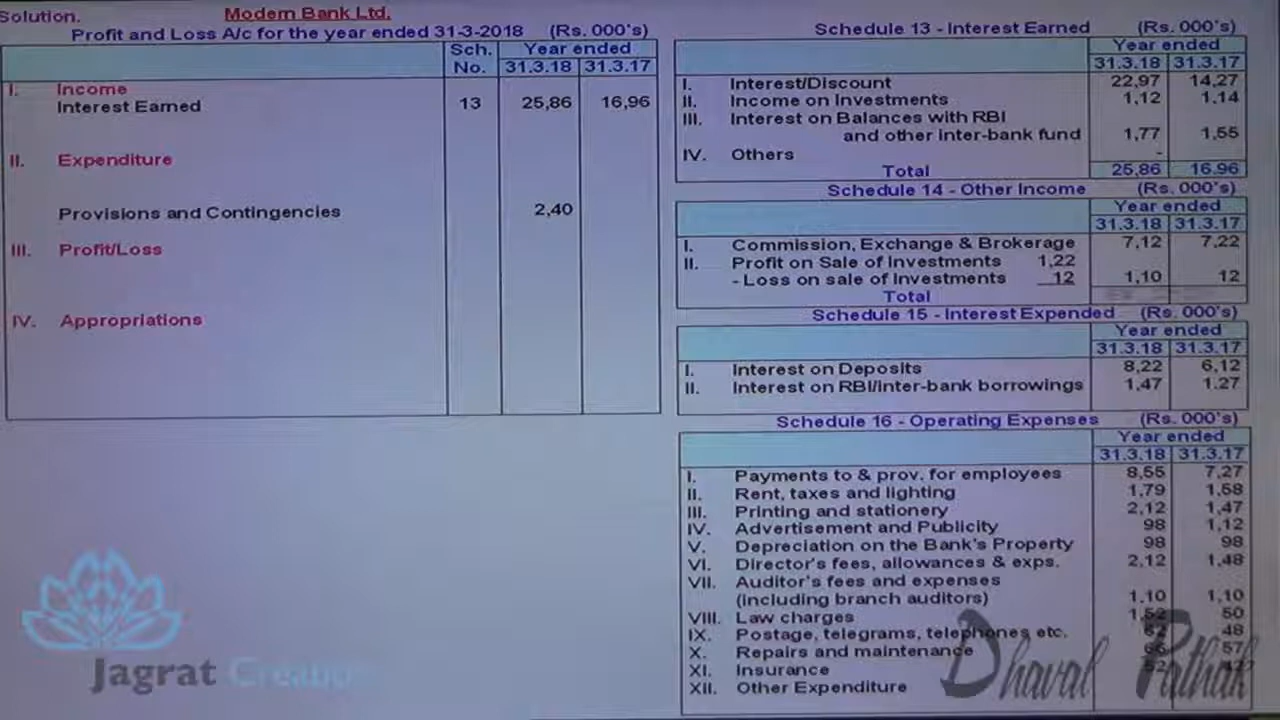 Solution.
Modern Bank Ltd.
Profit and Loss A/c for the year ended 31-3-2018 (Rs. 000's)
Sch. No. Year ended
31.3.18 31.3.17
I. Income
Interest Earned 13 25,86 16,96
II. Expenditure
Provisions and Contingencies 2,40
III. Profit/Loss
IV. Appropriations
Schedule 13 - Interest Earned (Rs. 000's)
Year ended
31.3.18 31.3.17
I. Interest/Discount 22,97 14,27
II. Income on Investments 1,12 1,14
III. Interest on Balances with RBI
and other inter-bank fund 1,77 1,55
IV. Others -
Total 25,86 16,96
Schedule 14 - Other Income (Rs. 000's)
Year ended
31.3.18 31.3.17
I. Commission, Exchange & Brokerage 7,12 7,22
II. Profit on Sale of Investments 1,22
- Loss on sale of Investments 12 1,10 12
Total
Schedule 15 - Interest Expended (Rs. 000's)
Year ended
31.3.18 31.3.17
I. Interest on Deposits 8,22 6,12
II. Interest on RBI/inter-bank borrowings 1,47 1,27
Schedule 16 - Operating Expenses (Rs. 000's)
Year ended
31.3.18 31.3.17
I. Payments to & prov. for employees 8,55 7,27
II. Rent, taxes and lighting 1,79 1,58
III. Printing and stationery 2,12 1,47
IV. Advertisement and Publicity 98 1,12
V. Depreciation on the Bank's Property 98 98
VI. Director's fees, allowances & exps. 2,12 1,48
VII. Auditor's fees and expenses
(including branch auditors) 1,10 1,10
VIII. Law charges 1,52 50
IX. Postage, telegrams, telephones etc. 62 48
X. Repairs and maintenance 57
XI. Insurance
XII. Other Expenditure
Jagrat Creation
Dhaval Pathak